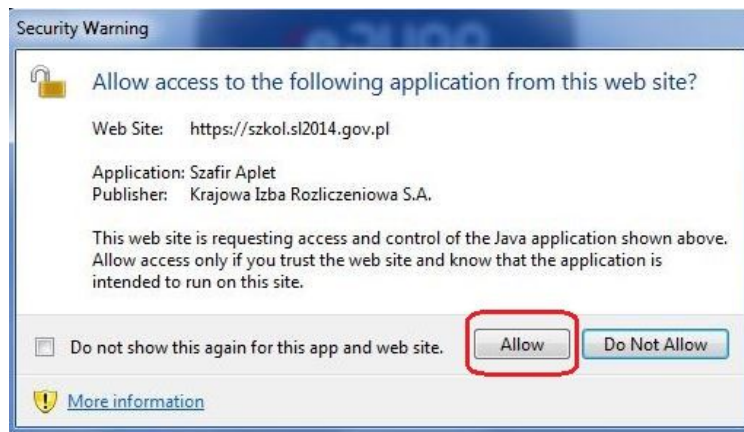 Security Warning
Allow access to the following application from this web site?
Web Site: https://szkol.sl2014.gov.pl
Application: Szafir Aplet
Publisher: Krajowa Izba Rozliczeniowa S.A.
This web site is requesting access and control of the Java application shown above.
Allow access only if you trust the web site and know that the application is
intended to run on this site.
Do not show this again for this app and web site. Allow Do Not Allow
More information